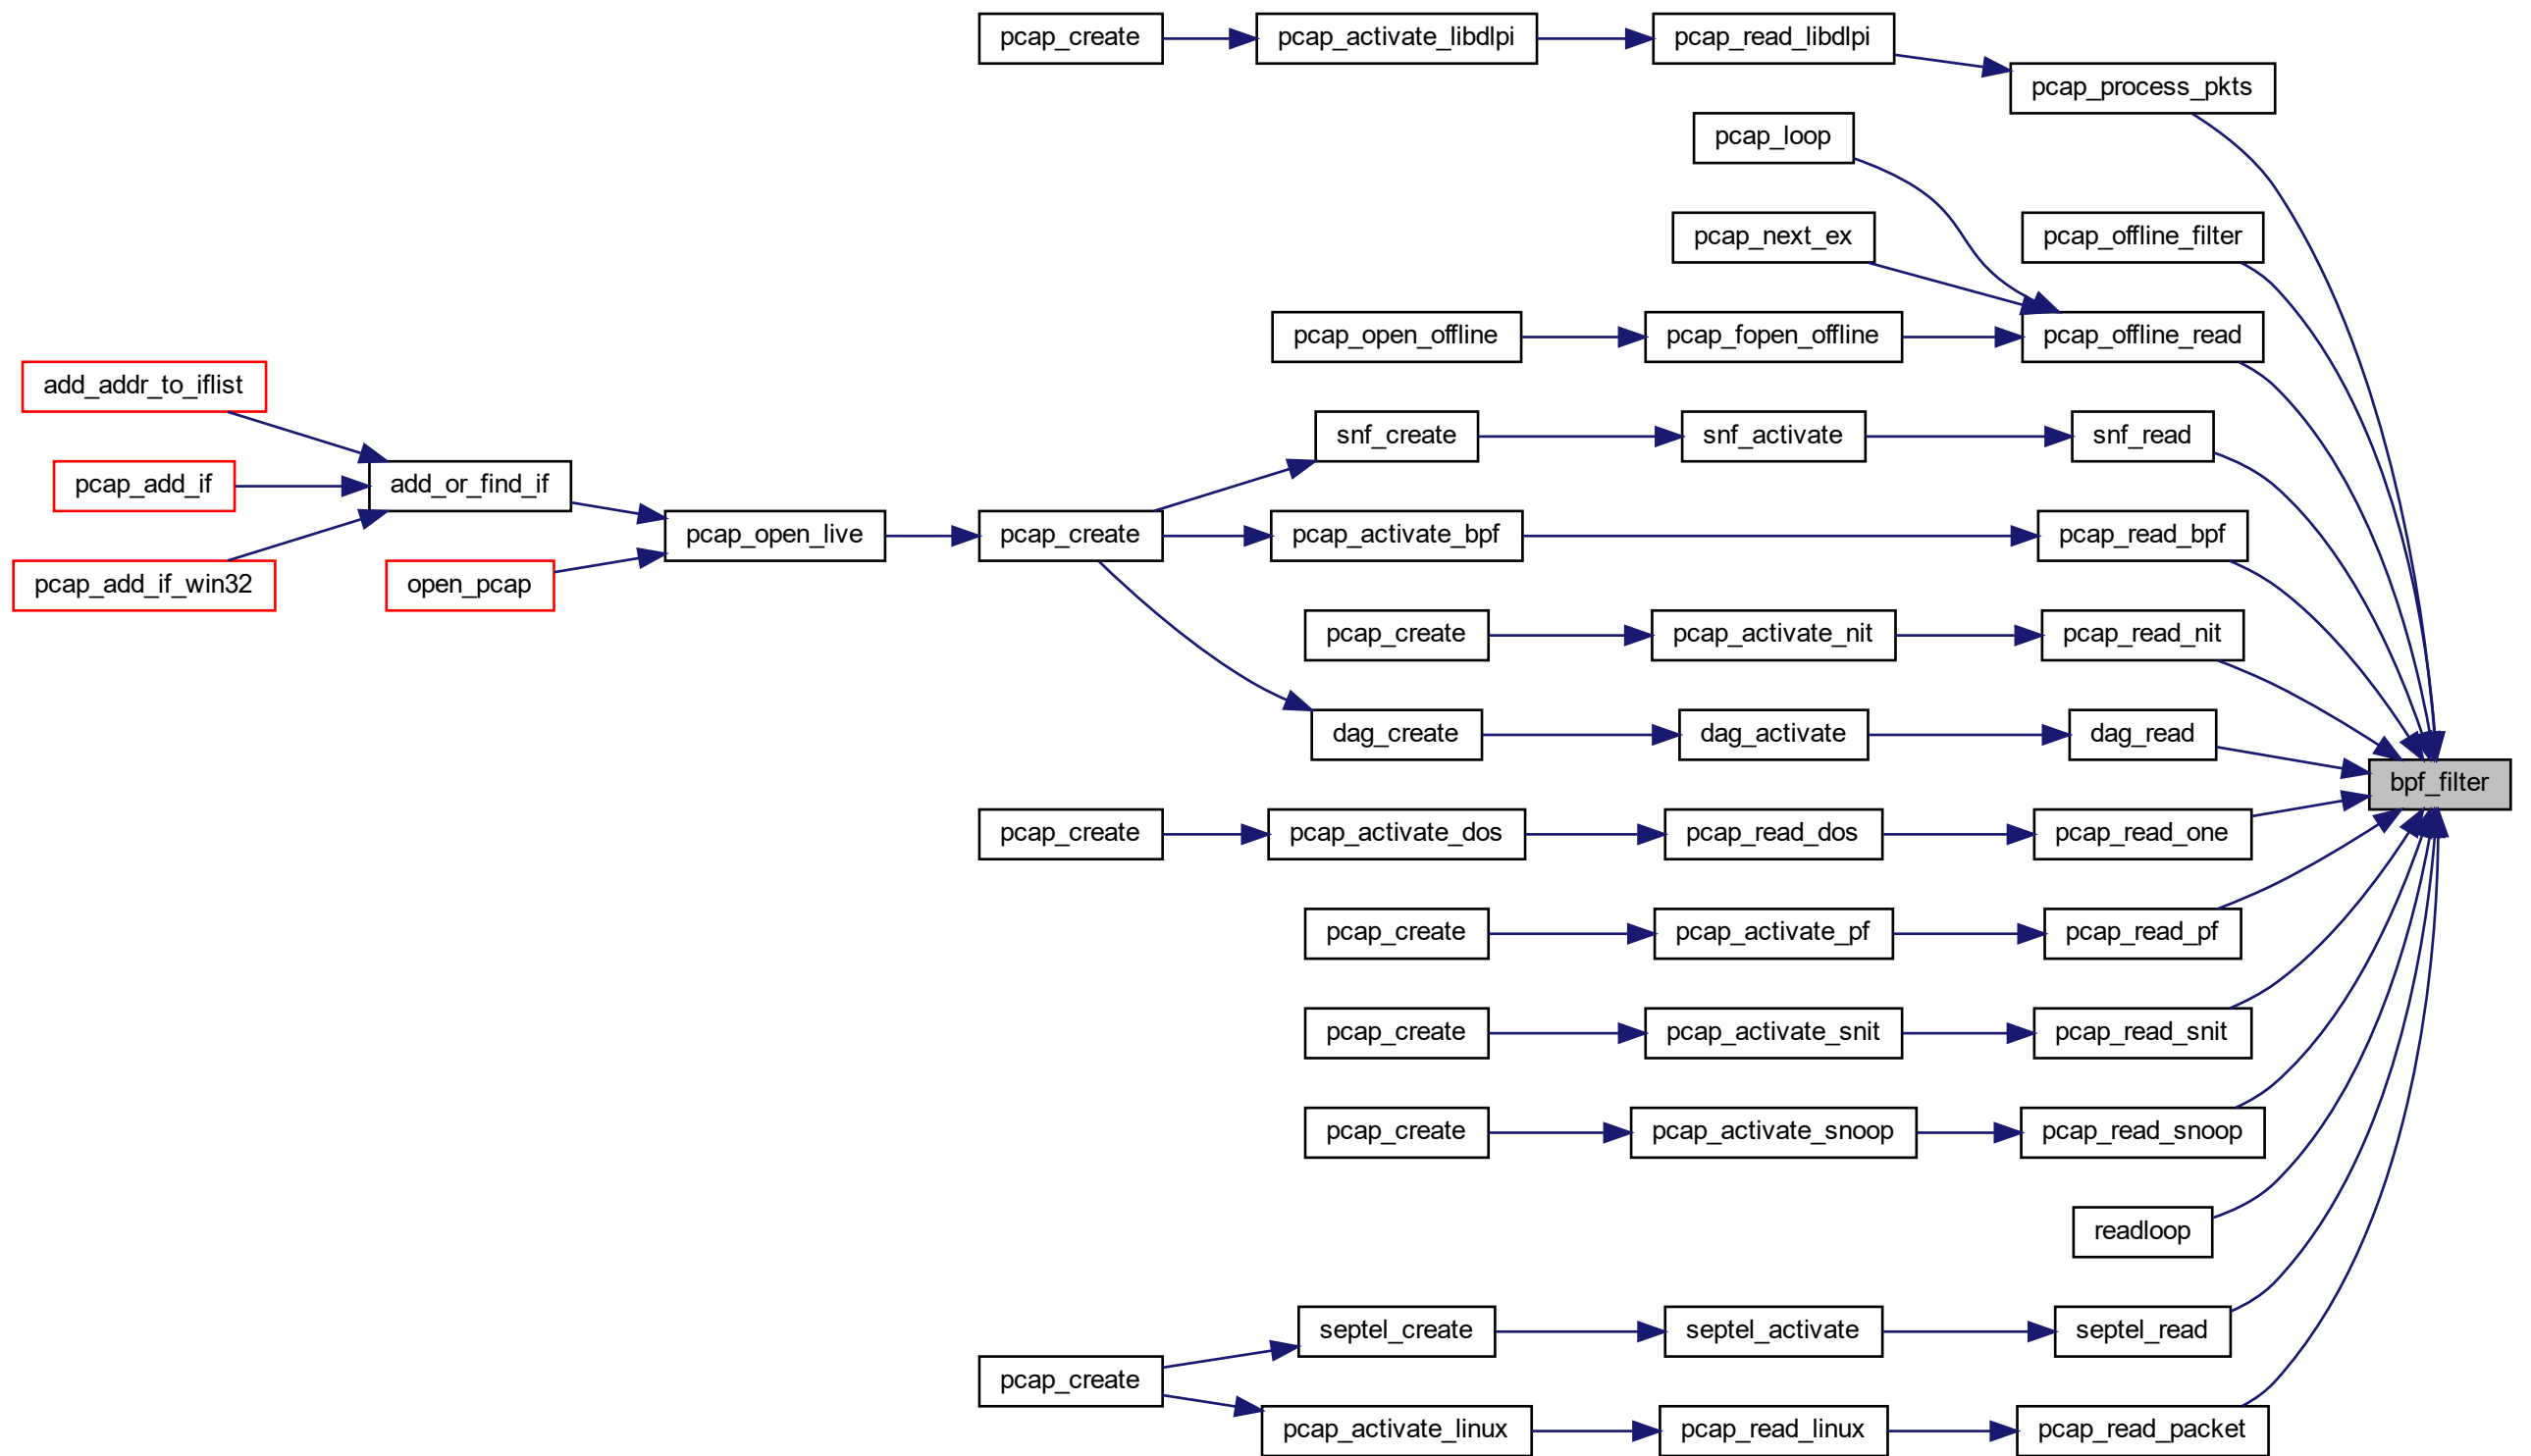 pcap_create
pcap_activate_libdlpi
pcap_read_libdlpi
pcap_process_pkts
pcap_loop
pcap_next_ex
pcap_offline_filter
pcap_open_offline
pcap_fopen_offline
pcap_offline_read
add_addr_to_iflist
snf_create
snf_activate
snf_read
pcap_add_if
add_or_find_if
pcap_open_live
pcap_create
pcap_activate_bpf
pcap_read_bpf
pcap_add_if_win32
open_pcap
pcap_create
pcap_activate_nit
pcap_read_nit
dag_create
dag_activate
dag_read
bpf_filter
pcap_create
pcap_activate_dos
pcap_read_dos
pcap_read_one
pcap_create
pcap_activate_pf
pcap_read_pf
pcap_create
pcap_activate_snit
pcap_read_snit
pcap_create
pcap_activate_snoop
pcap_read_snoop
readloop
septel_create
septel_activate
septel_read
pcap_create
pcap_activate_linux
pcap_read_linux
pcap_read_packet